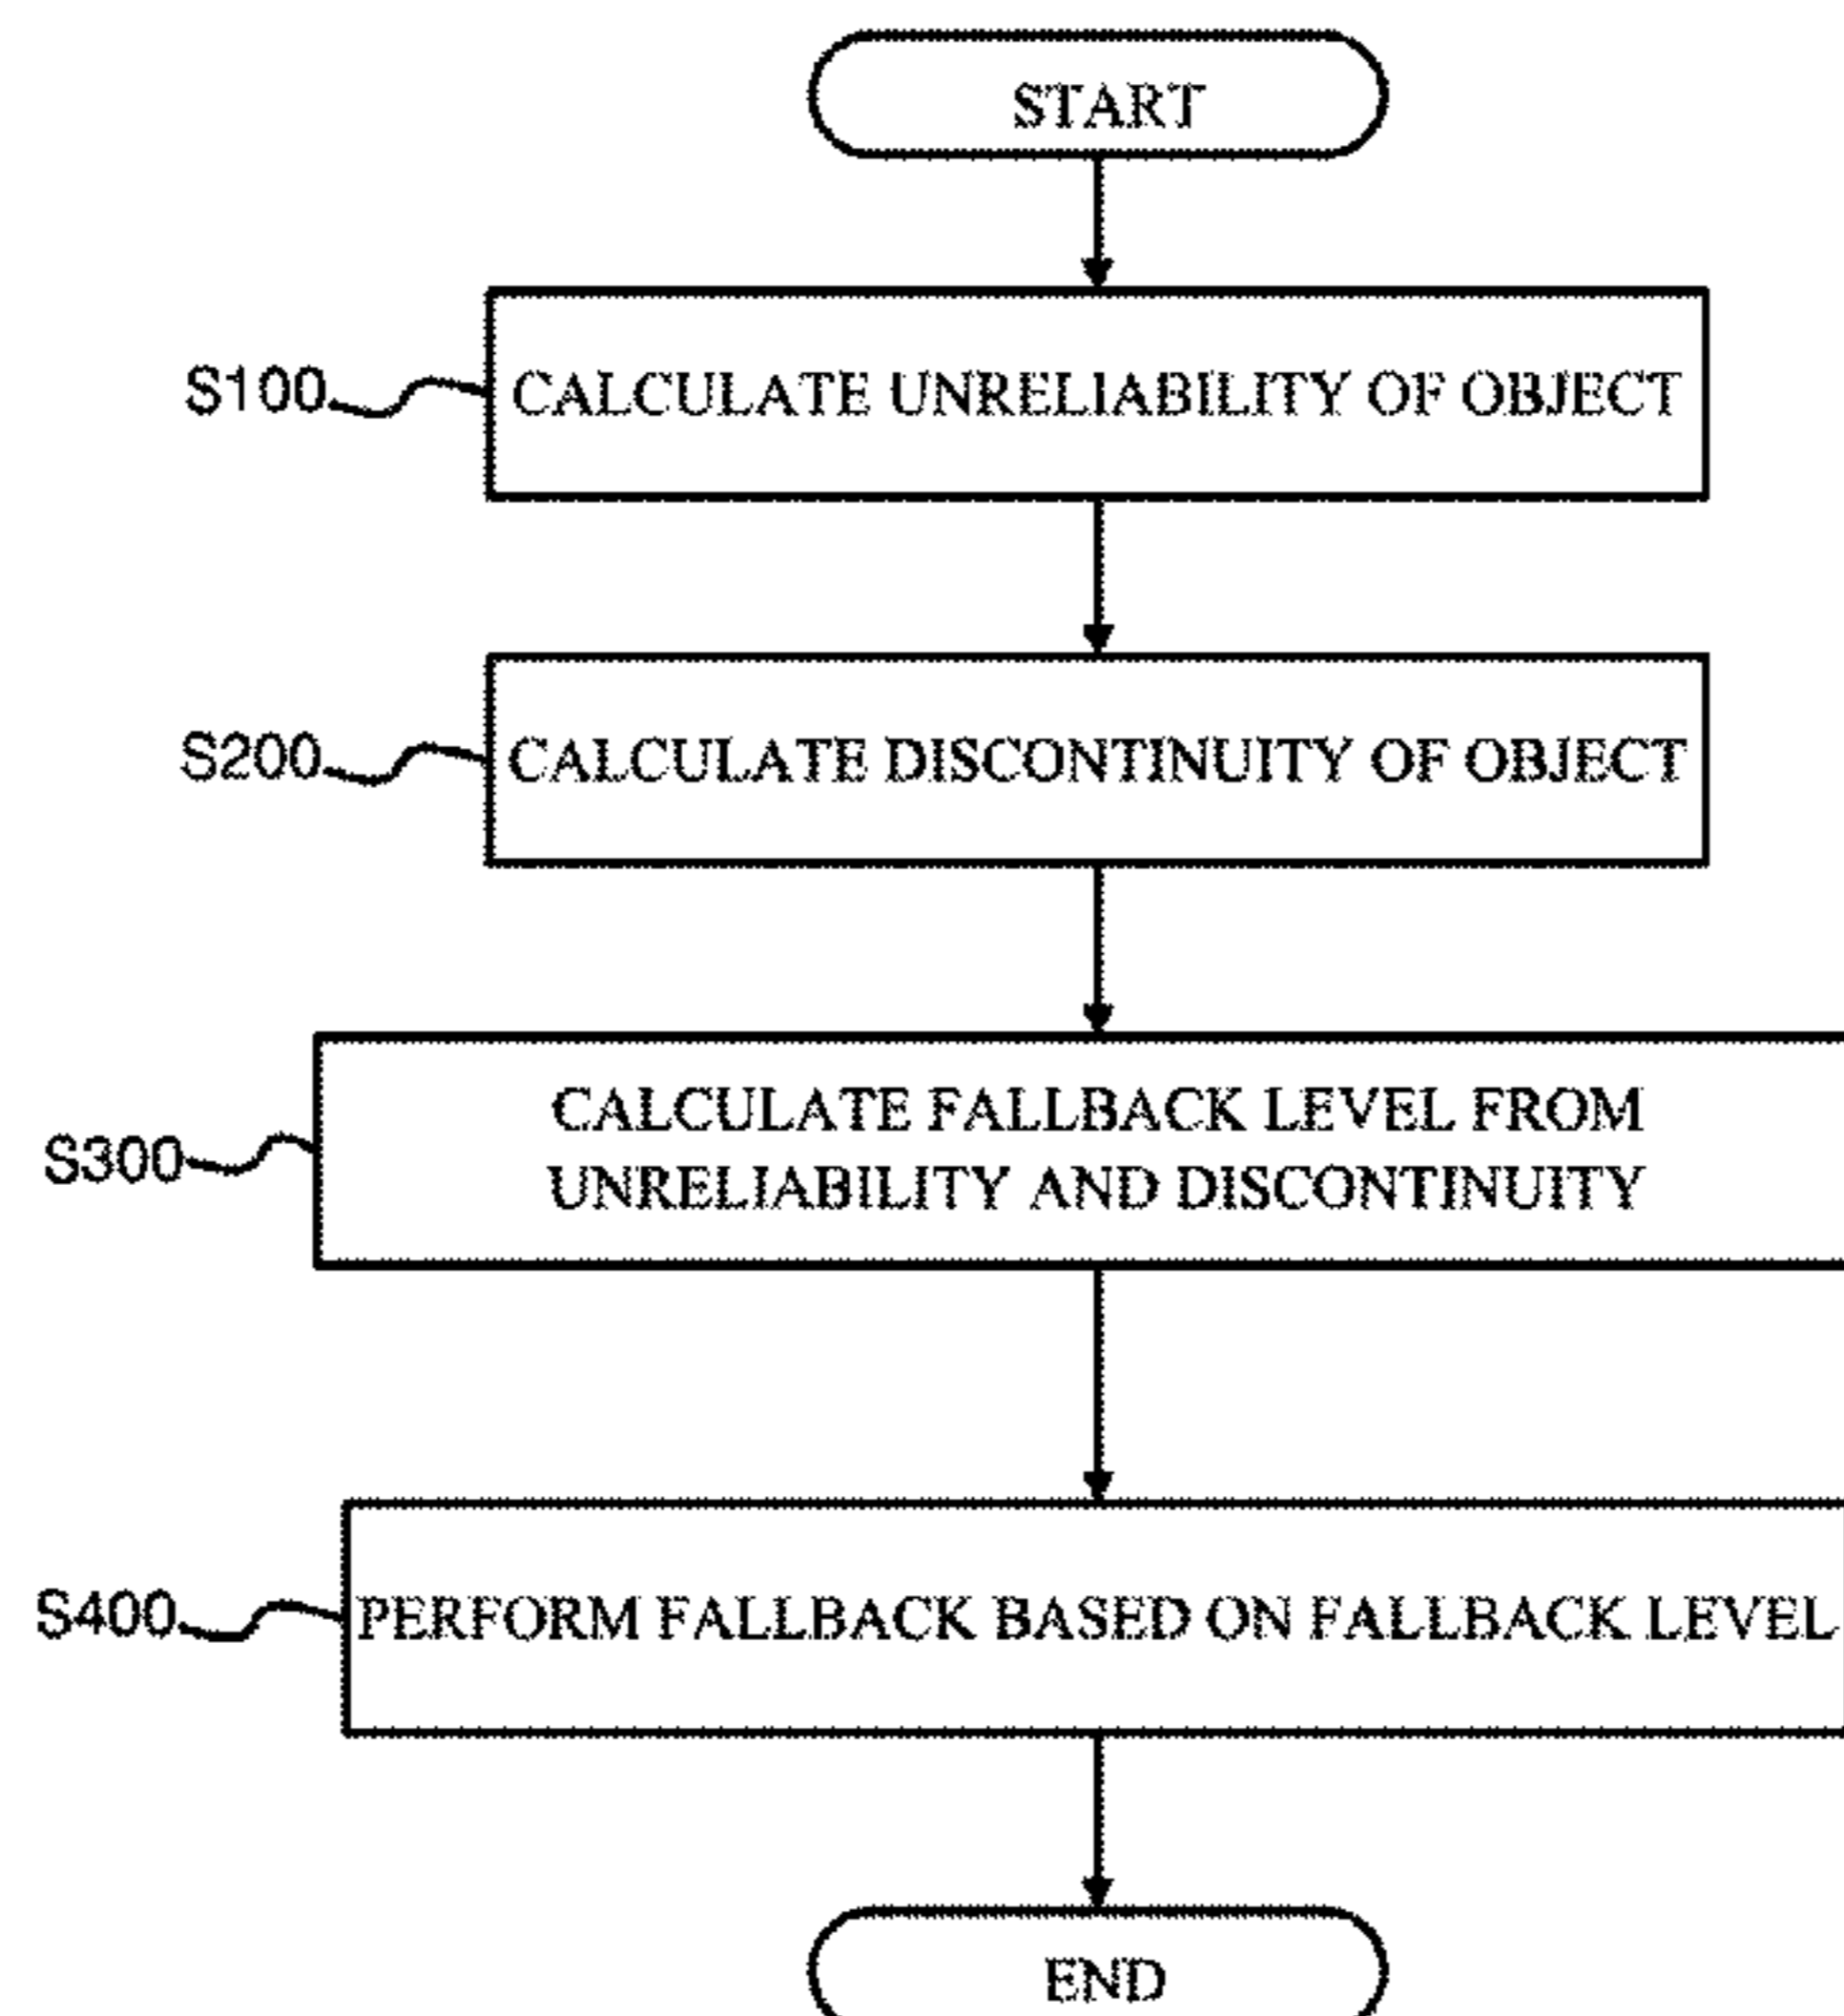 START
S100
CALCULATE UNRELIABILITY OF OBJECT
S200
CALCULATE DISCONTINUITY OF OBJECT
S300
CALCULATE FALLBACK LEVEL FROM
UNRELIABILITY AND DISCONTINUITY
S400
PERFORM FALLBACK BASED ON FALLBACK LEVEL
END